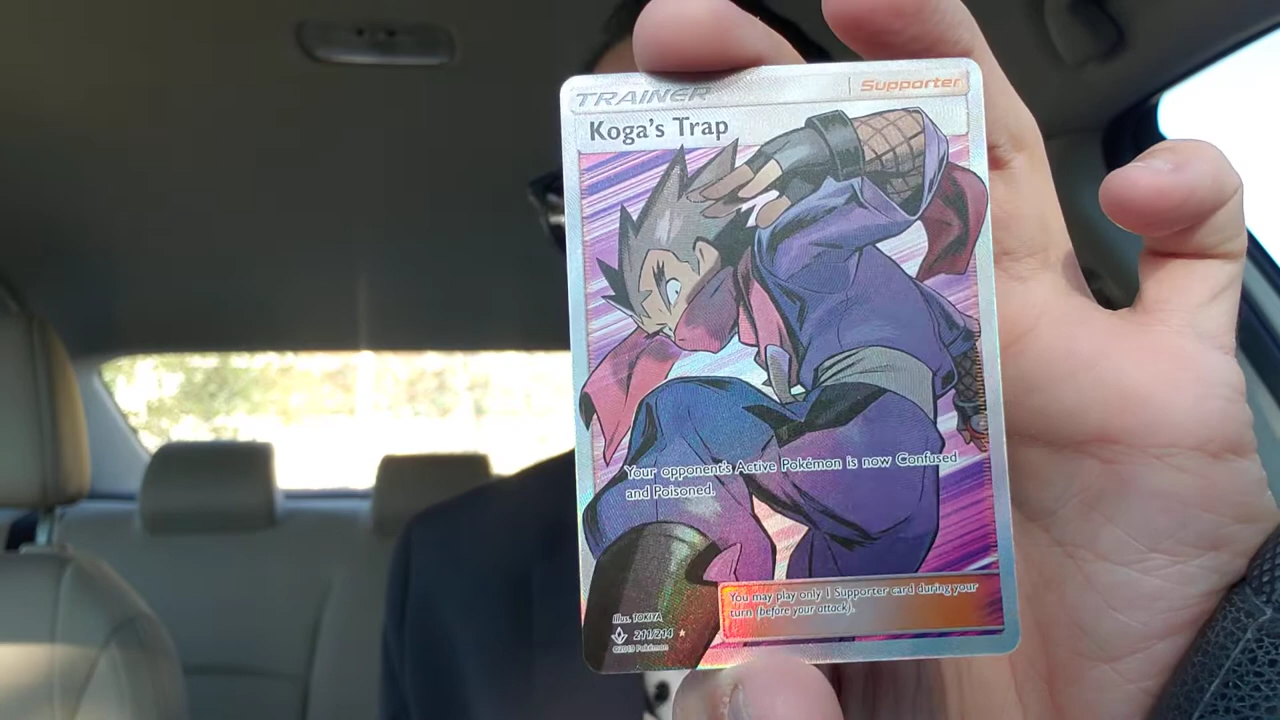 TRAINER
Supporter
Koga's Trap
Your opponent's Active Pokémon is now Confused
and Poisoned.
You may play only 1 Supporter card during your
turn (before your attack).
Illus. TOKIYA
211/214
©2019 Pokémon